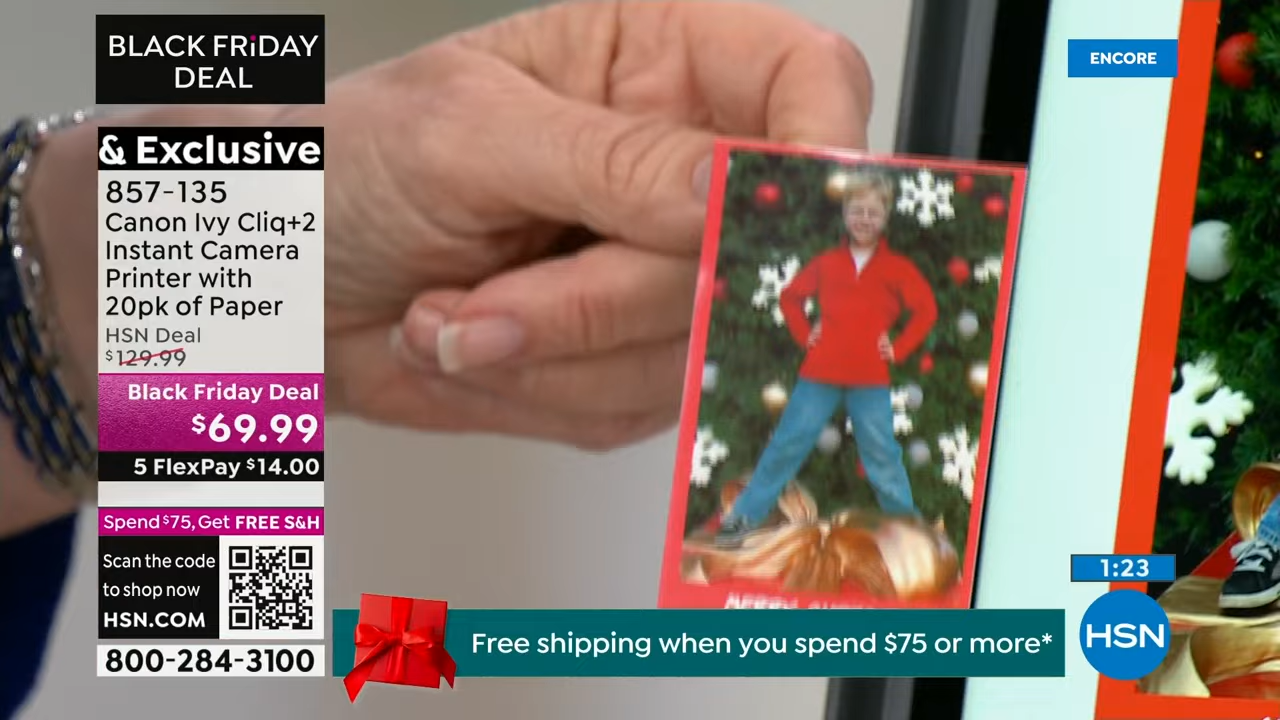 BLACK FRiDAY
DEAL
ENCORE
& Exclusive
857-135
Canon Ivy Cliq+2
Instant Camera
Printer with
20pk of Paper
HSN Deal
$129.99
Black Friday Deal
$69.99
5 FlexPay $14.00
Spend $75, Get FREE S&H
Scan the code
to shop now
HSN.COM
800-284-3100
1:23
HSN
Free shipping when you spend $75 or more*